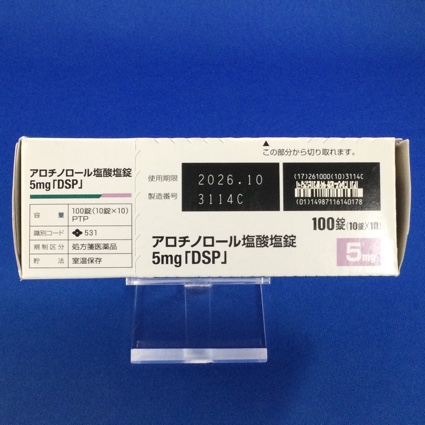 アロチノロール塩酸塩錠
5mg「DSP」
容量 100錠(10錠×10)
PTP
識別コード 531
規制区分 処方箋医薬品
貯法 室温保存
▲
この部分から切り取れます。
使用期限 2026.10
製造番号 3114C
(17)261000(10)3114C
(01)14987116140178
100錠(10錠×10)
アロチノロール塩酸塩錠
5mg「DSP」
5mg